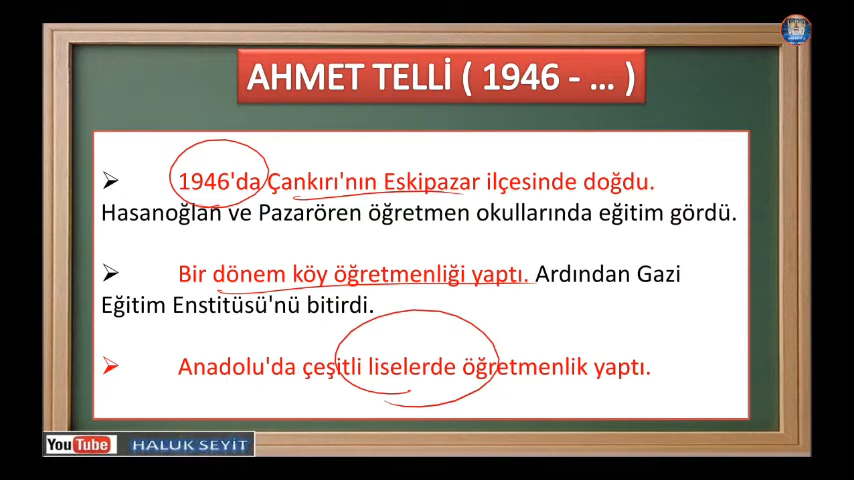 AHMET TELLİ ( 1946 - ... )
➢ 1946'da Çankırı'nın Eskipazar ilçesinde doğdu.
Hasanoğlan ve Pazarören öğretmen okullarında eğitim gördü.
➢ Bir dönem köy öğretmenliği yaptı. Ardından Gazi
Eğitim Enstitüsü'nü bitirdi.
➢ Anadolu'da çeşitli liselerde öğretmenlik yaptı.
YouTube HALUK SEYİT